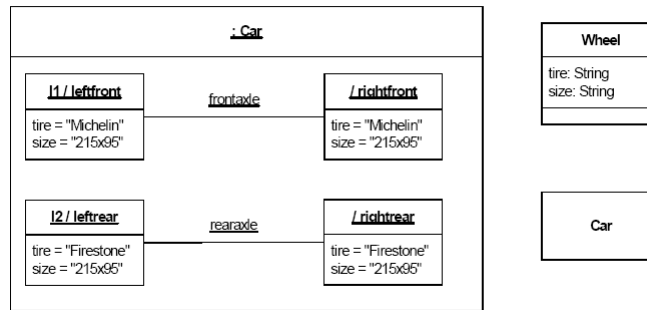 : Car
l1 / leftfront
tire = "Michelin"
size = "215x95"
frontaxle
/ rightfront
tire = "Michelin"
size = "215x95"
l2 / leftrear
tire = "Firestone"
size = "215x95"
rearaxle
/ rightrear
tire = "Firestone"
size = "215x95"
Wheel
tire: String
size: String
Car